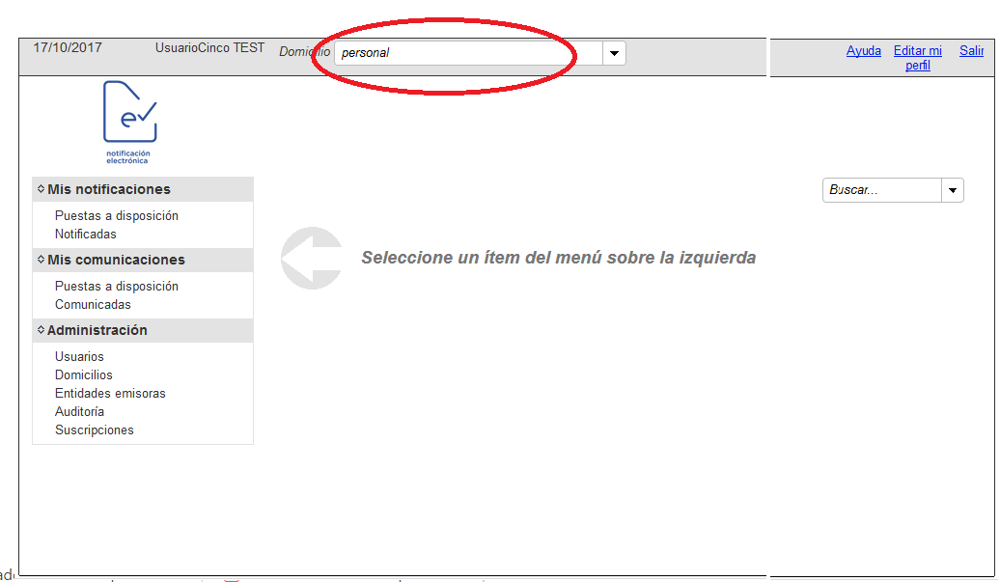 17/10/2017 UsuarioCinco TEST Domicilio personal Ayuda Editar mi perfil Salir
notificación
electrónica
Mis notificaciones
Buscar...
Puestas a disposición
Notificadas
Mis comunicaciones
Seleccione un ítem del menú sobre la izquierda
Puestas a disposición
Comunicadas
Administración
Usuarios
Domicilios
Entidades emisoras
Auditoría
Suscripciones